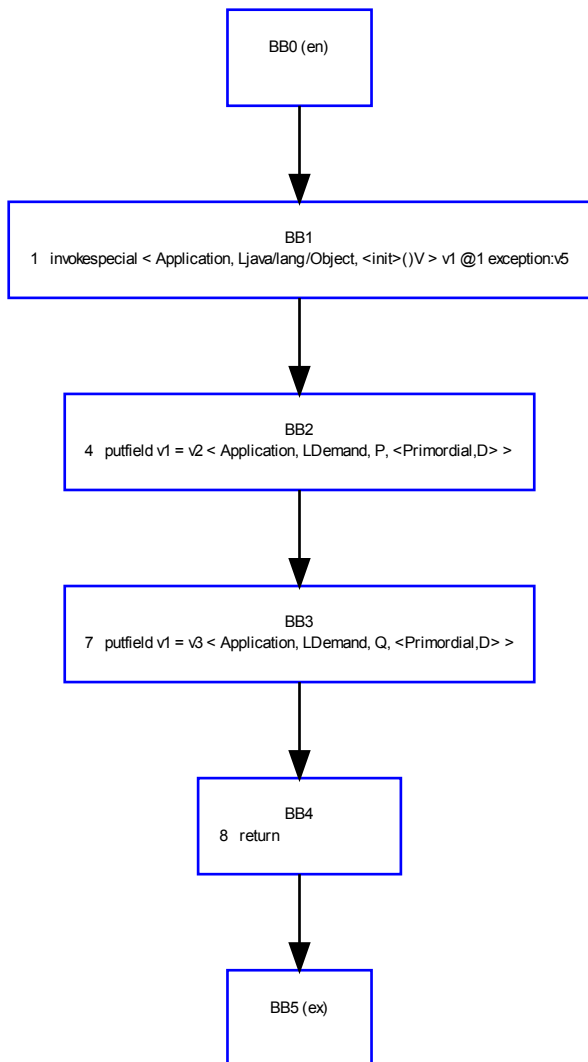 BB0 (en)
BB1
1 invokespecial < Application, Ljava/lang/Object, <init>()V > v1 @1 exception:v5
BB2
4 putfield v1 = v2 < Application, LDemand, P, <Primordial,D> >
BB3
7 putfield v1 = v3 < Application, LDemand, Q, <Primordial,D> >
BB4
8 return
BB5 (ex)